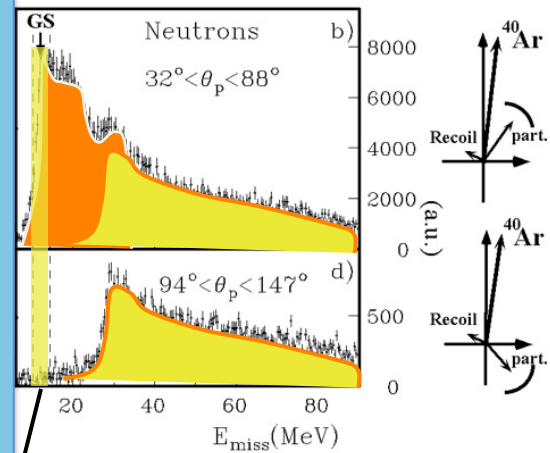 GS
Neutrons b)
32°<θp<88°
8000
6000
4000
2000
0
(a.u.)
d)
94°<θp<147°
500
0
20 40 60 80
Emiss(MeV)
40Ar
Recoil
part.
40Ar
Recoil
part.